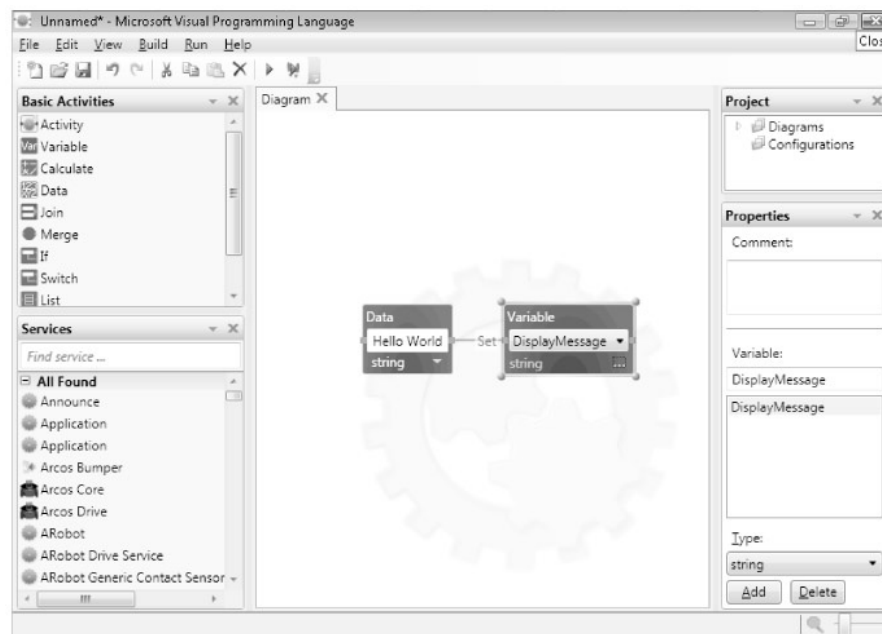 Unnamed* - Microsoft Visual Programming Language
File Edit View Build Run Help
Clos
Basic Activities
Activity
Var Variable
Calculate
Data
Join
Merge
If
Switch
List
Services
Find service ...
All Found
Announce
Application
Application
Arcos Bumper
Arcos Core
Arcos Drive
ARobot
ARobot Drive Service
ARobot Generic Contact Sensor
Diagram
Data
Hello World
string
Set
Variable
DisplayMessage
string
...
Project
Diagrams
Configurations
Properties
Comment:
Variable:
DisplayMessage
DisplayMessage
Type:
string
Add Delete